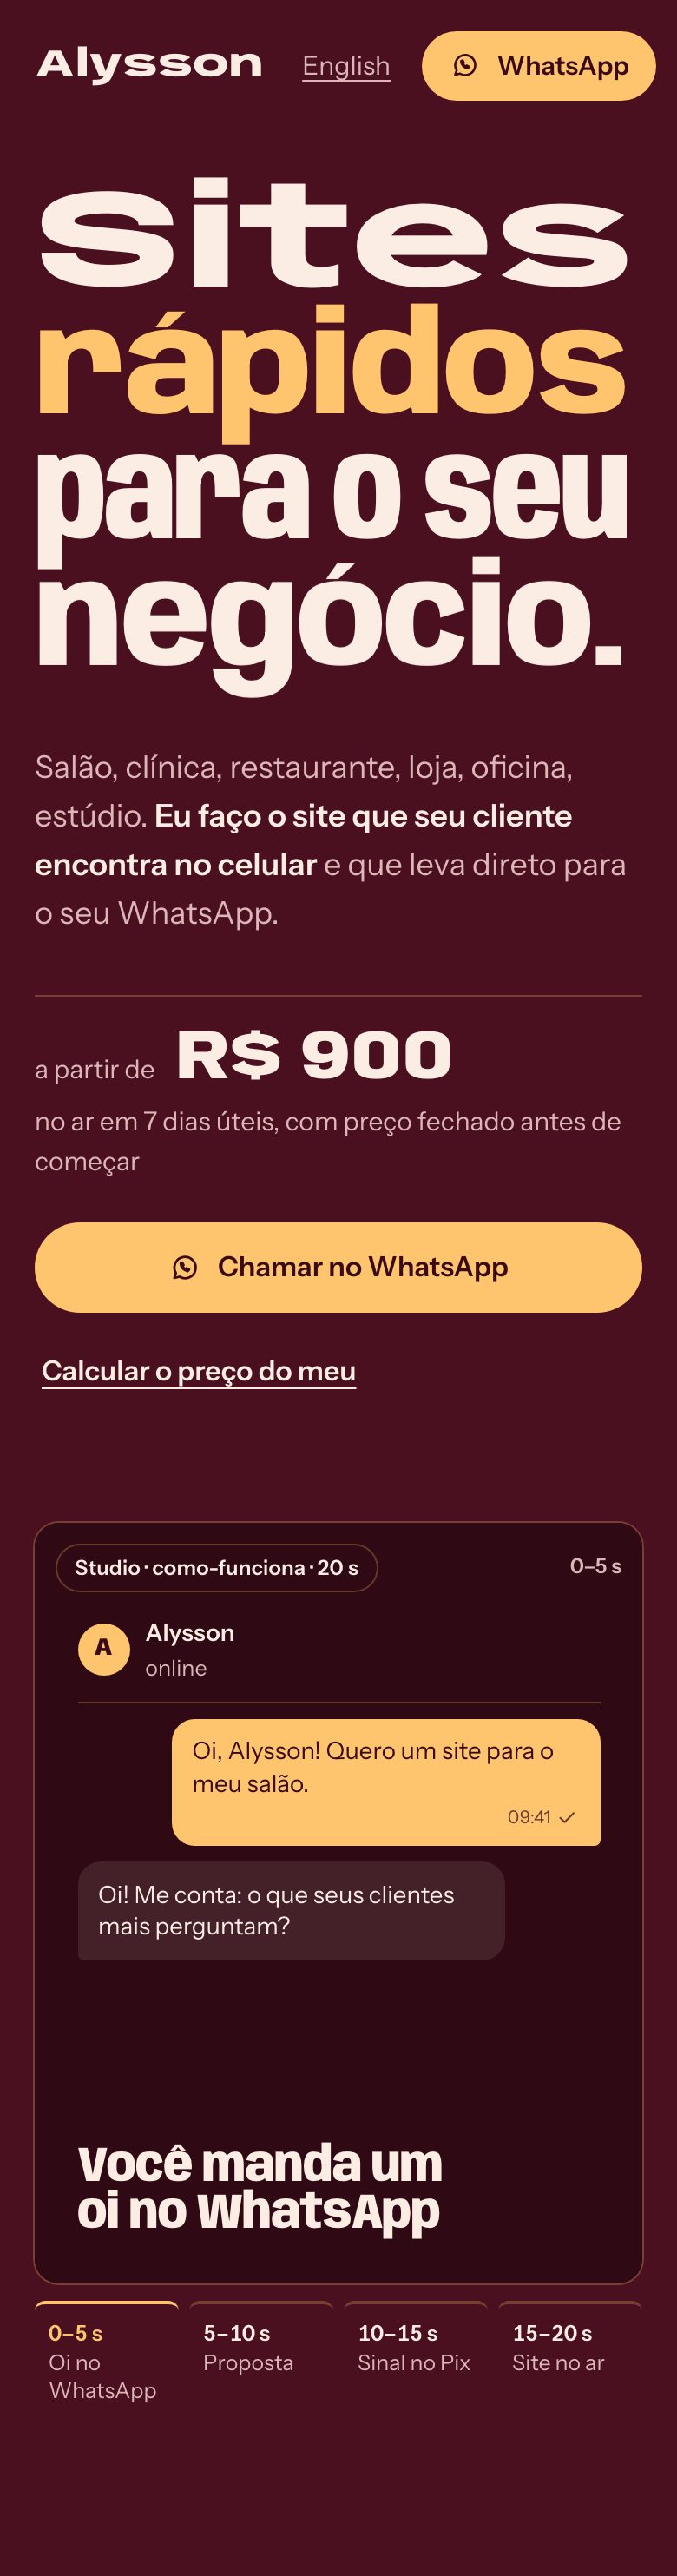 Alysson English WhatsApp
Sites
rápidos
para o seu
negócio.
Salão, clínica, restaurante, loja, oficina,
estúdio. Eu faço o site que seu cliente
encontra no celular e que leva direto para
o seu WhatsApp.
a partir de R$ 900
no ar em 7 dias úteis, com preço fechado antes de
começar
Chamar no WhatsApp
Calcular o preço do meu
Studio · como-funciona · 20 s 0–5 s
A Alysson
online
Oi, Alysson! Quero um site para o
meu salão.
09:41
Oi! Me conta: o que seus clientes
mais perguntam?
Você manda um
oi no WhatsApp
0–5 s 5–10 s 10–15 s 15–20 s
Oi no Proposta Sinal no Pix Site no ar
WhatsApp